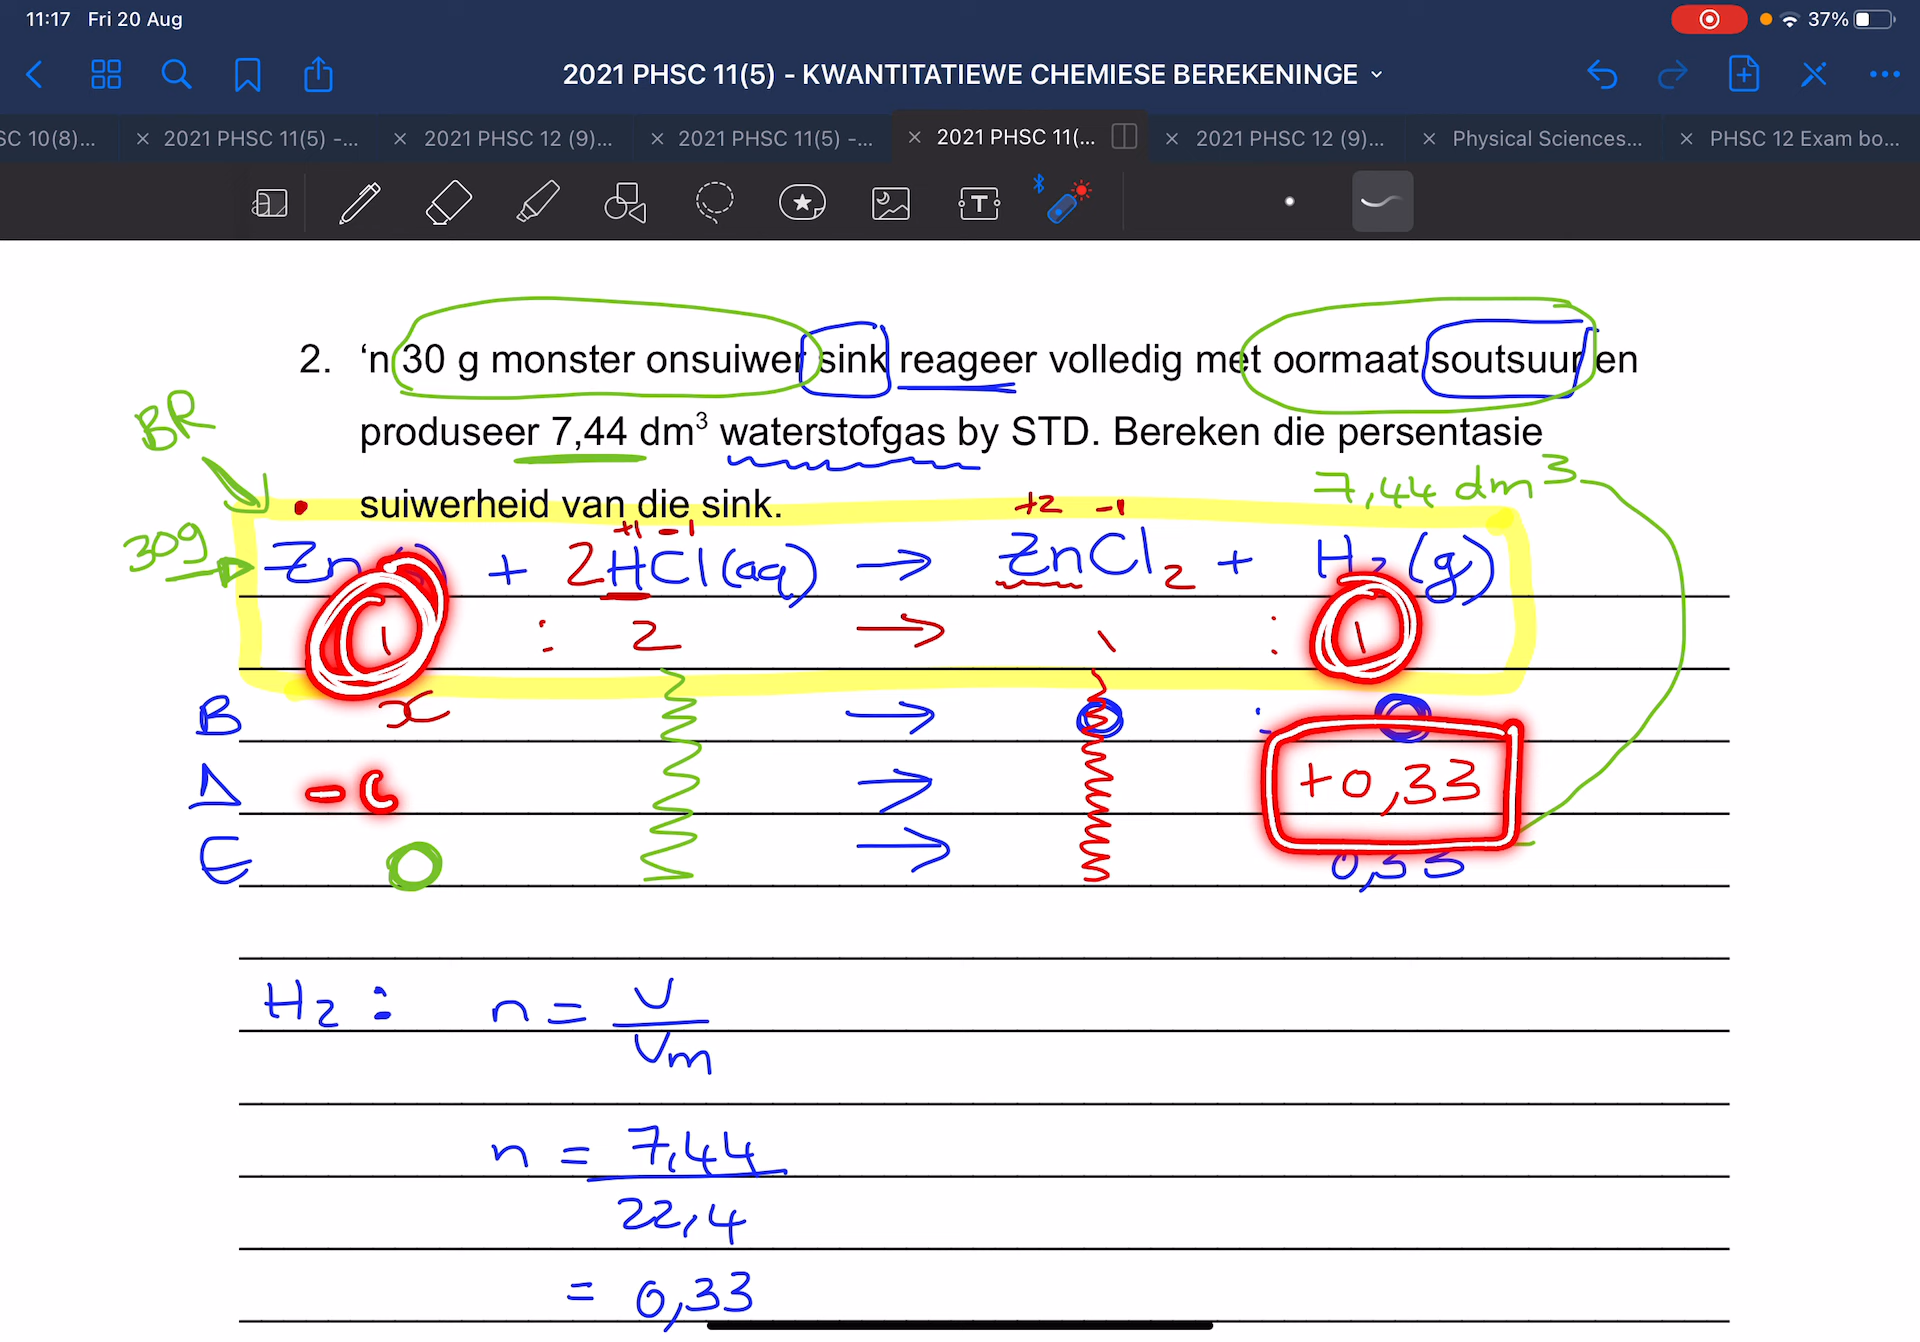 11:17 Fri 20 Aug 37%
2021 PHSC 11(5) - KWANTITATIEWE CHEMIESE BEREKENINGE
SC 10(8)... × 2021 PHSC 11(5) -... × 2021 PHSC 12 (9)... × 2021 PHSC 11(5) -... × 2021 PHSC 11(... × 2021 PHSC 12 (9)... × Physical Sciences... × PHSC 12 Exam bo...
2. ‘n 30 g monster onsuiwer sink reageer volledig met oormaat soutsuur en
BR
produseer 7,44 dm³ waterstofgas by STD. Bereken die persentasie
7,44 dm³
suiwerheid van die sink.
+1 -1 +2 -1
30g
Zn + 2HCl(aq) → ZnCl₂ + H₂(g)
1 : 2 → 1 : 1
B x → 0 : 0
Δ - → +0,33
E 0 → 0,33
H₂ : n = V
Vm
n = 7,44
22,4
= 0,33